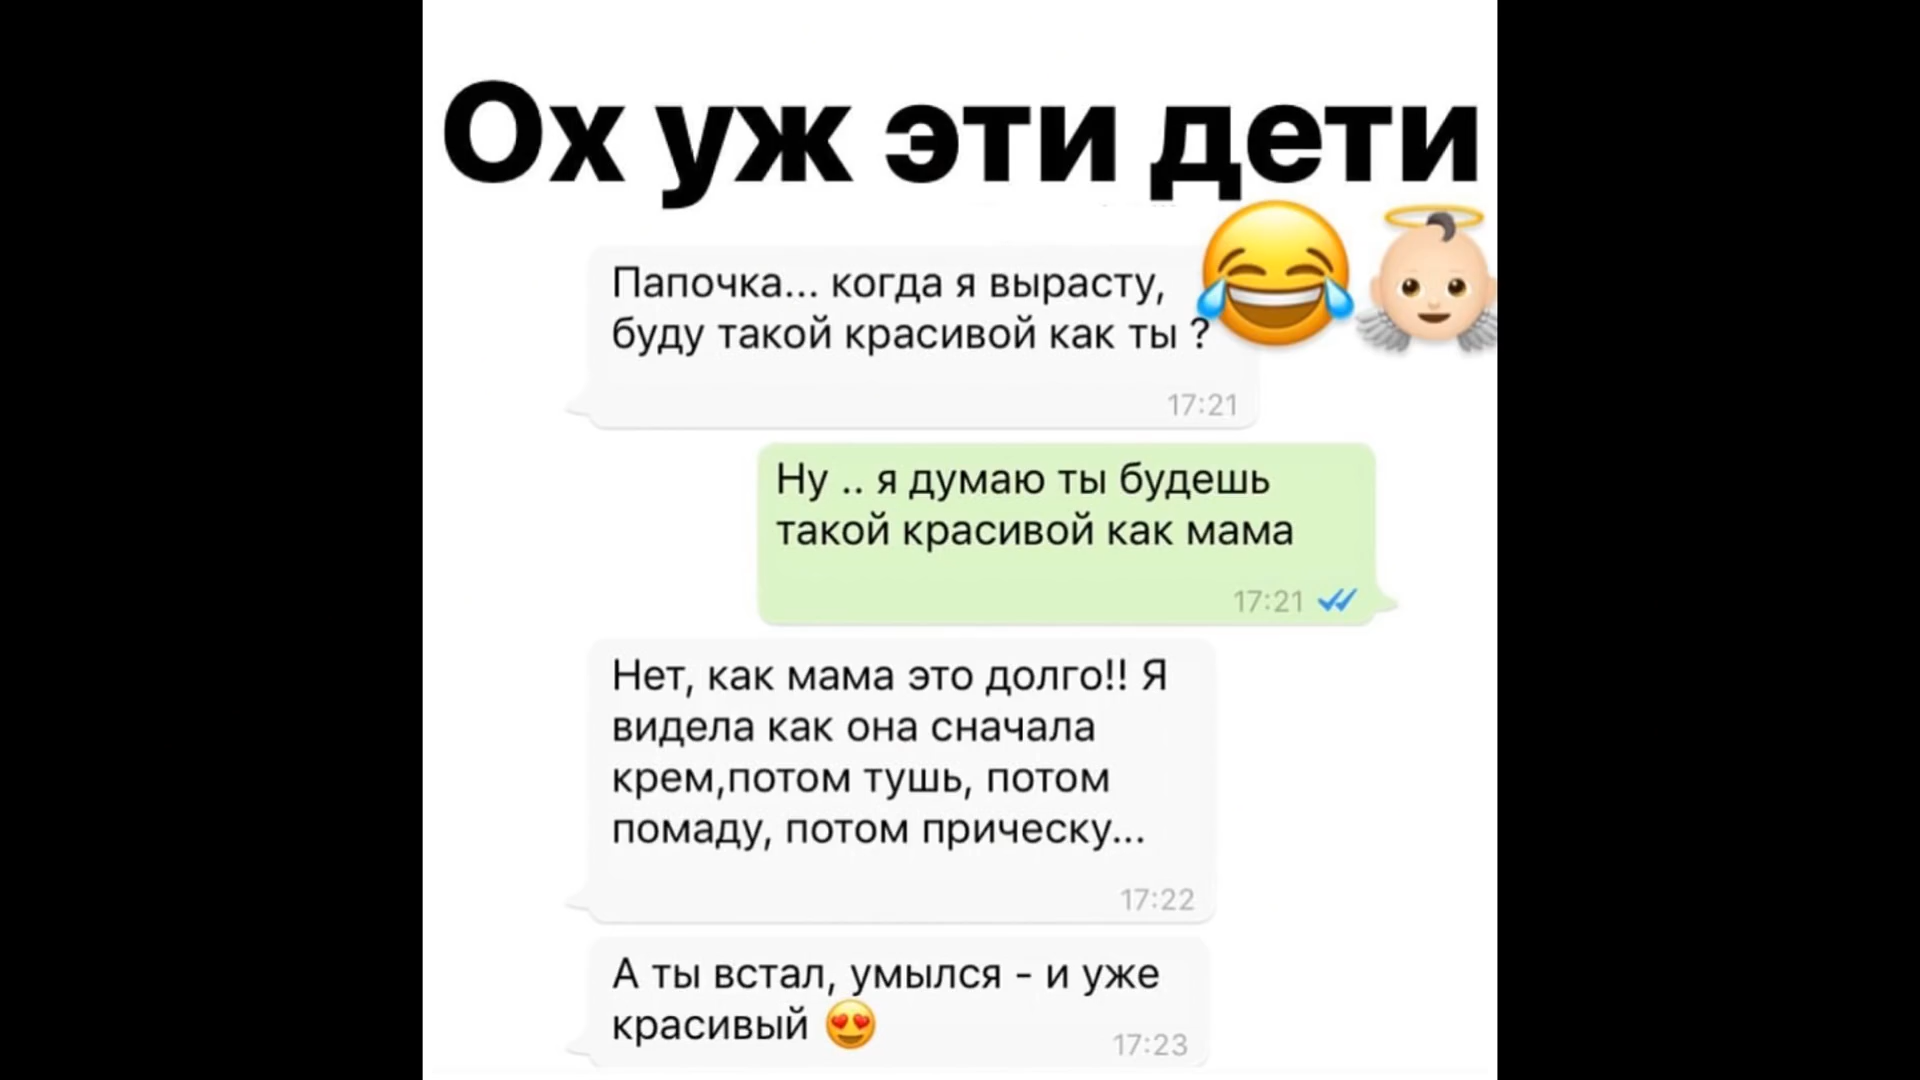 Ох уж эти дети
Папочка... когда я вырасту,
буду такой красивой как ты ?
17:21
Ну .. я думаю ты будешь
такой красивой как мама
17:21
Нет, как мама это долго!! Я
видела как она сначала
крем,потом тушь, потом
помаду, потом прическу...
17:22
А ты встал, умылся - и уже
красивый 😍
17:23